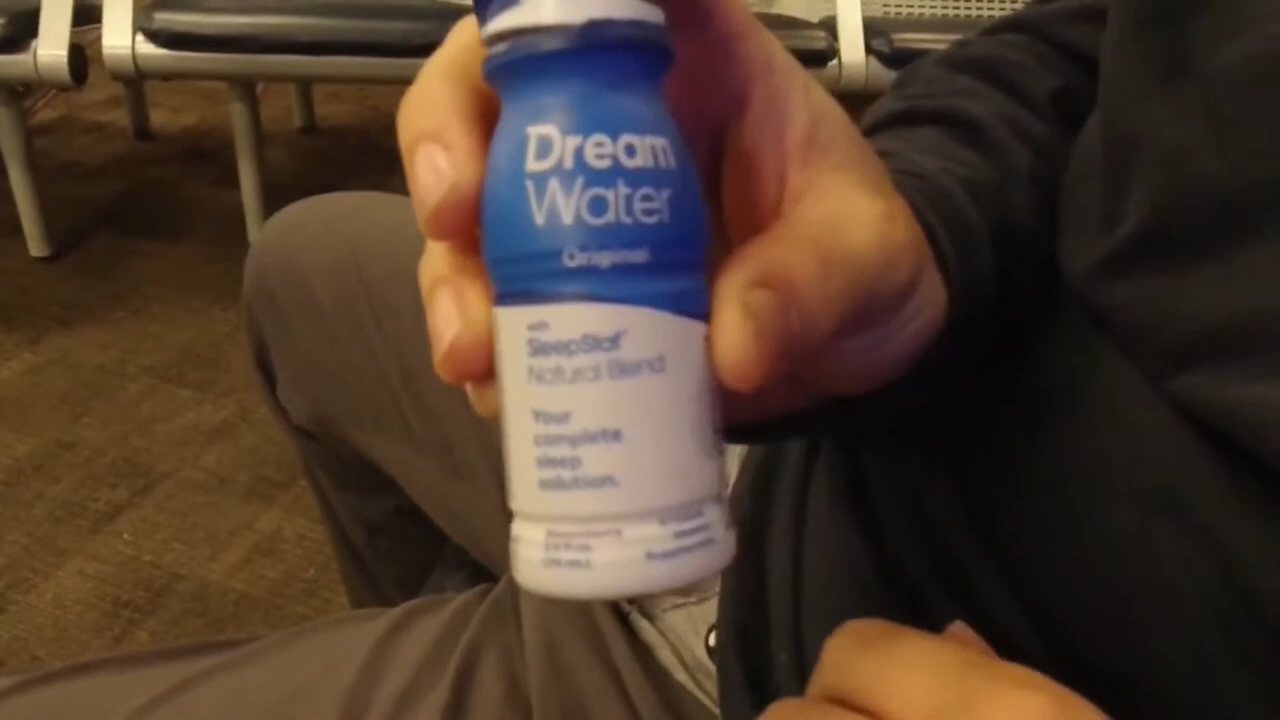 Dream
Water
Original
with
SleepStat
Natural Blend
Your
complete
sleep
solution.